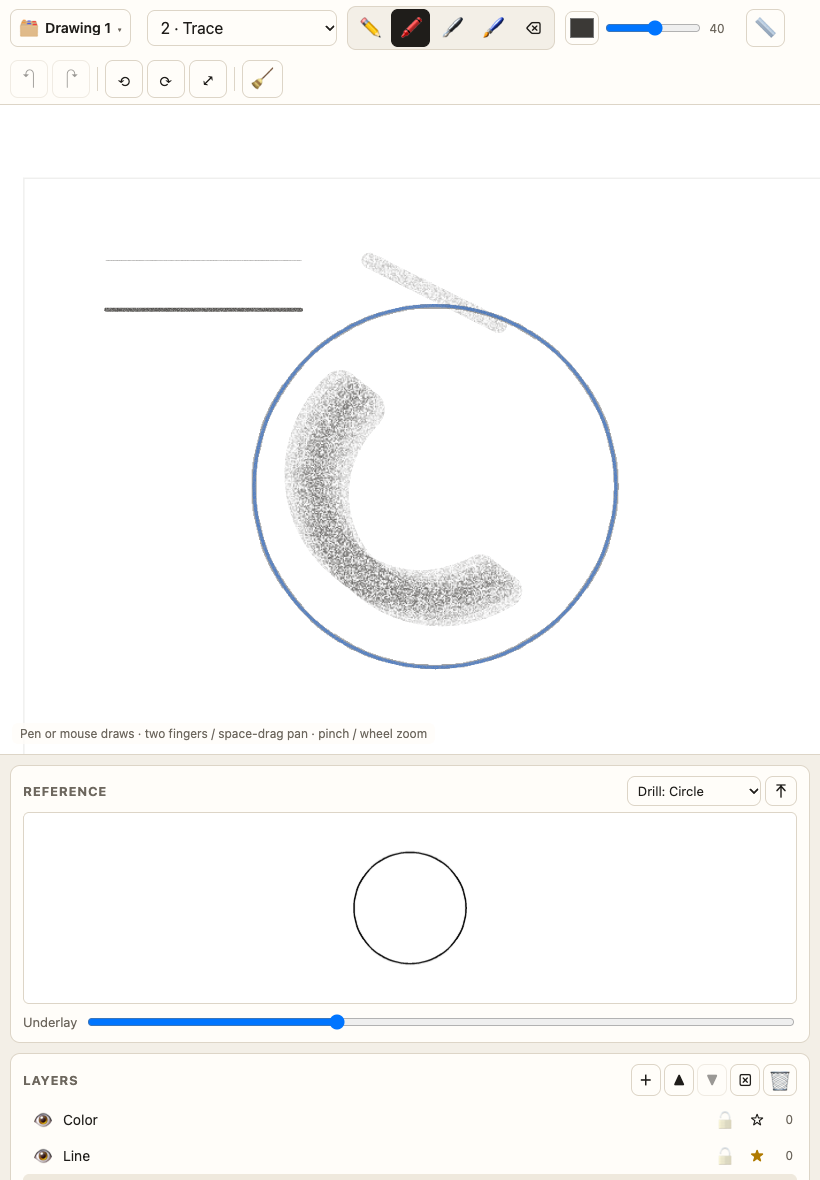 Drawing 1
2 · Trace
40
Pen or mouse draws · two fingers / space-drag pan · pinch / wheel zoom
REFERENCE
Drill: Circle
Underlay
LAYERS
Color 0
Line 0